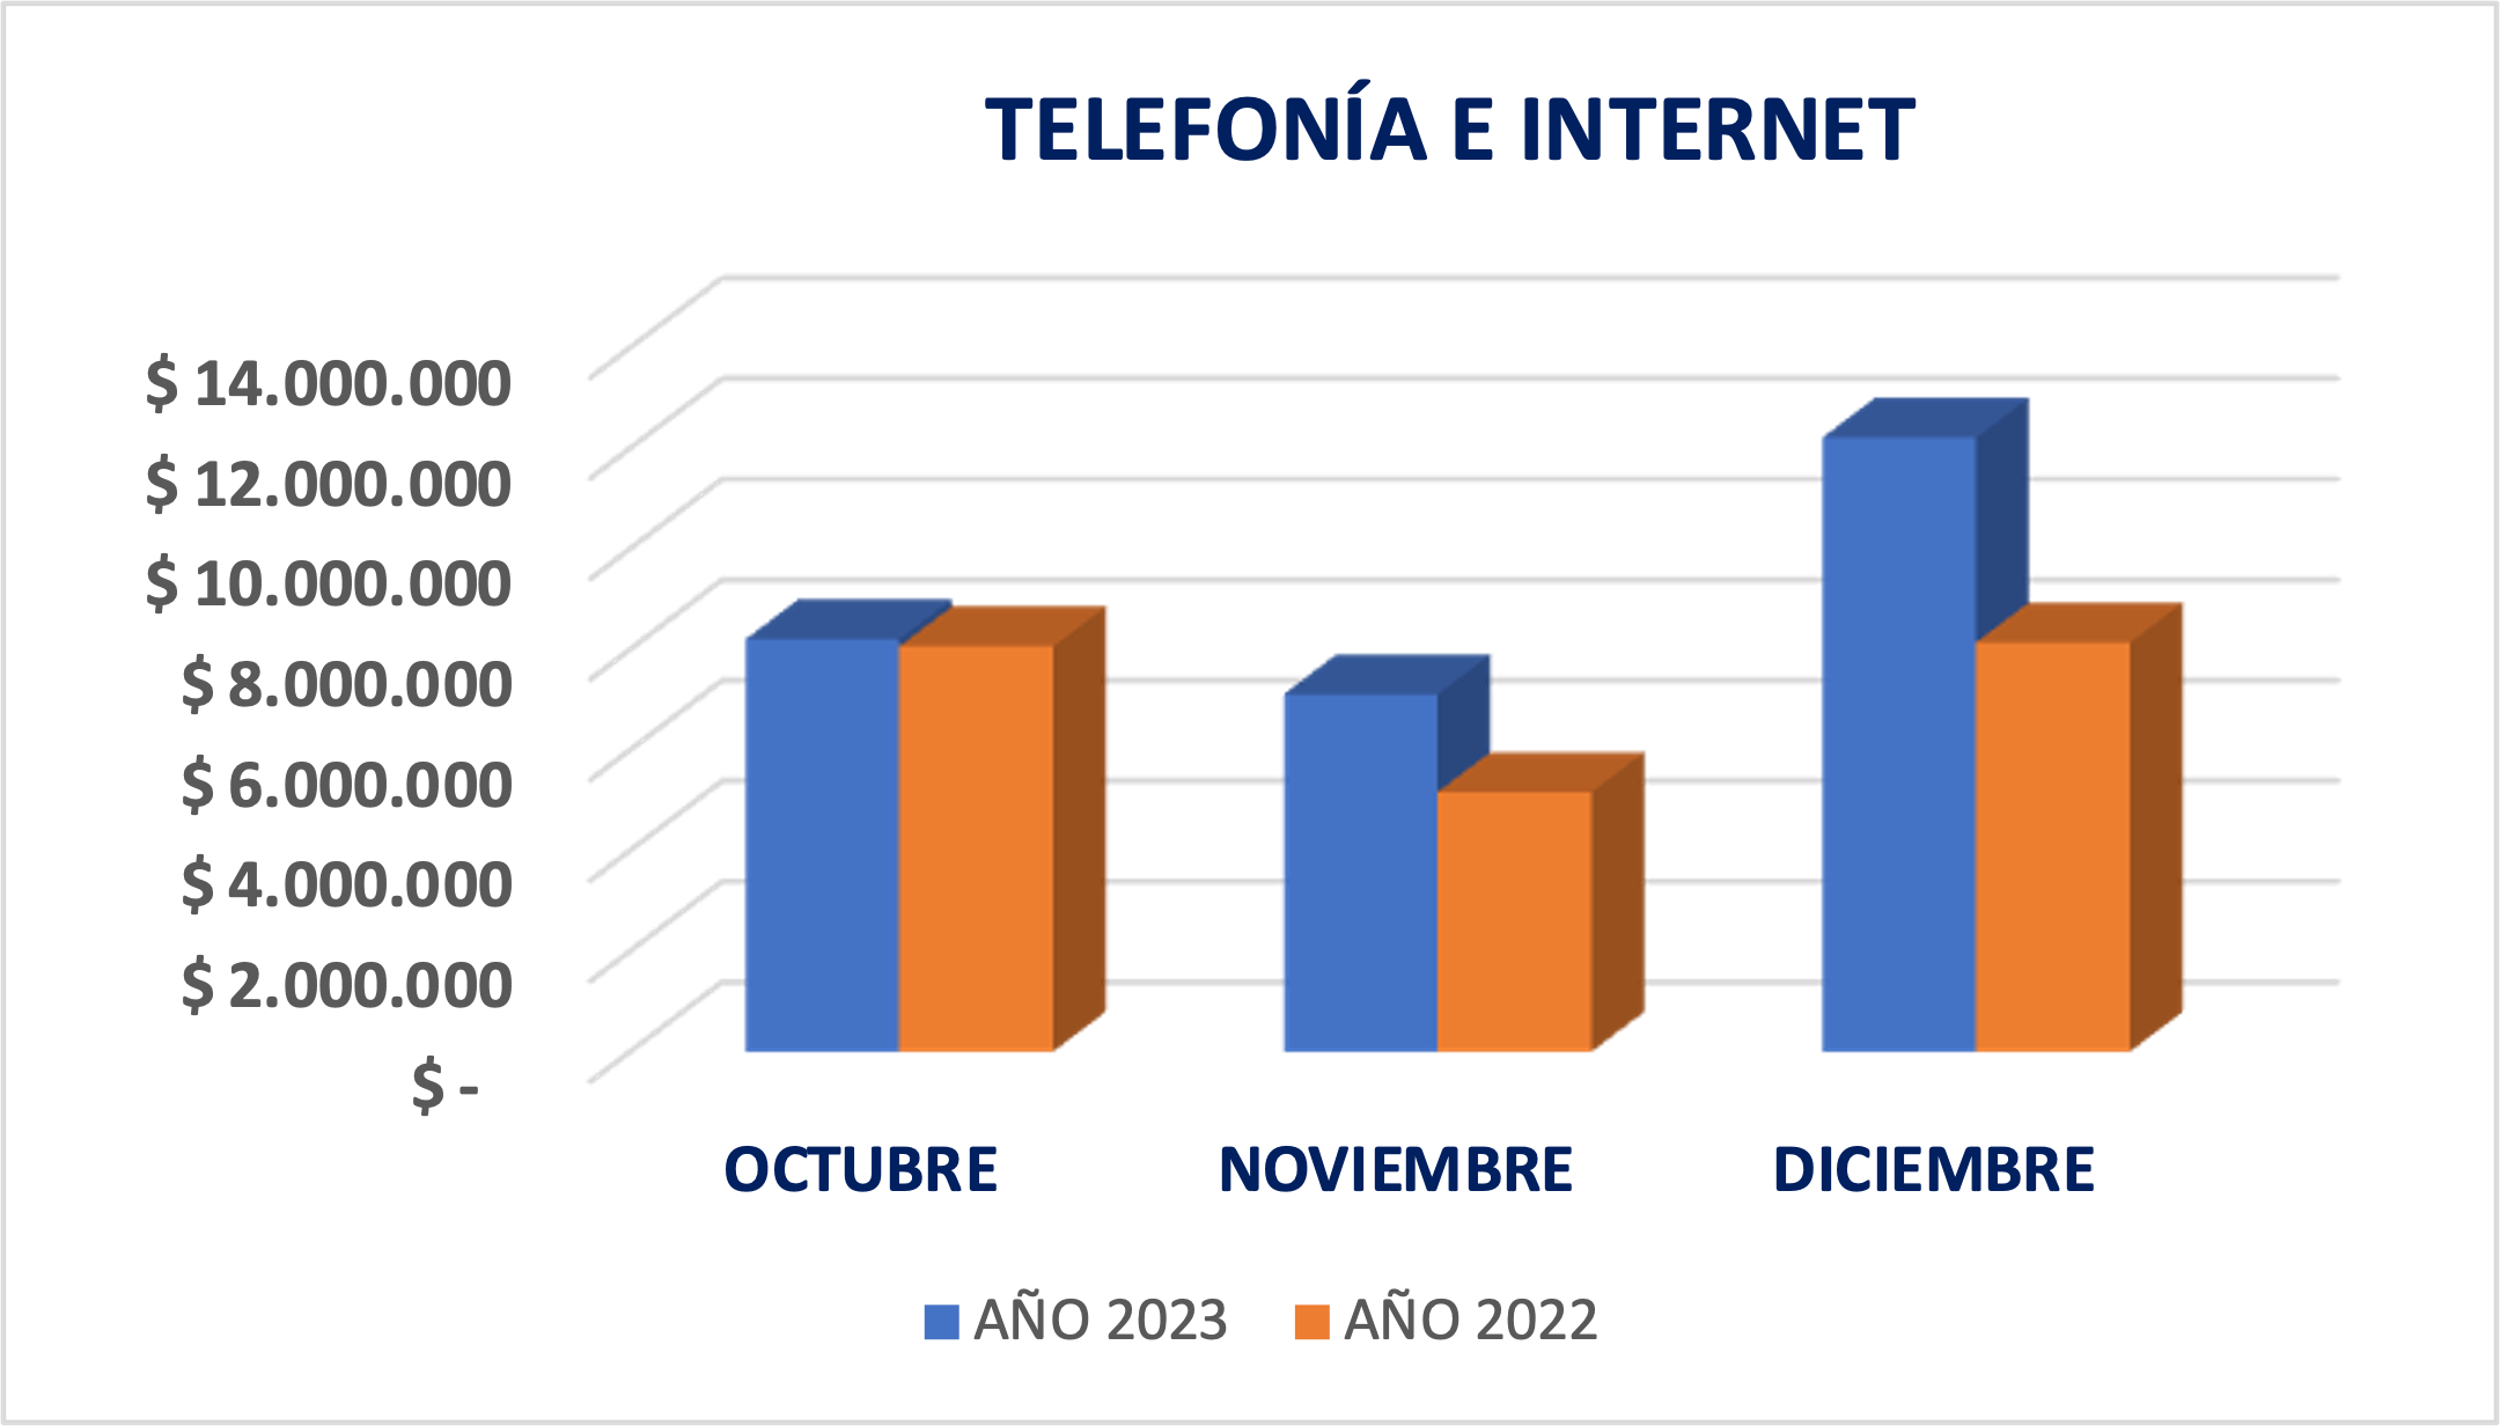 TELEFONÍA E INTERNET
$ 14.000.000
$ 12.000.000
$ 10.000.000
$ 8.000.000
$ 6.000.000
$ 4.000.000
$ 2.000.000
$ -
OCTUBRE NOVIEMBRE DICIEMBRE
AÑO 2023 AÑO 2022